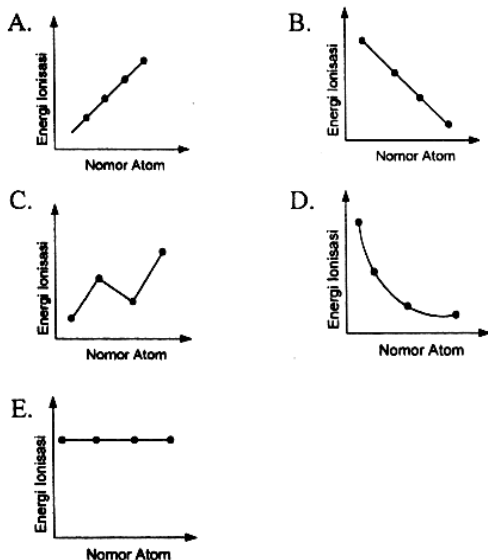 A.
Energi Ionisasi
Nomor Atom
B.
Energi Ionisasi
Nomor Atom
C.
Energi Ionisasi
Nomor Atom
D.
Energi Ionisasi
Nomor Atom
E.
Energi Ionisasi
Nomor Atom